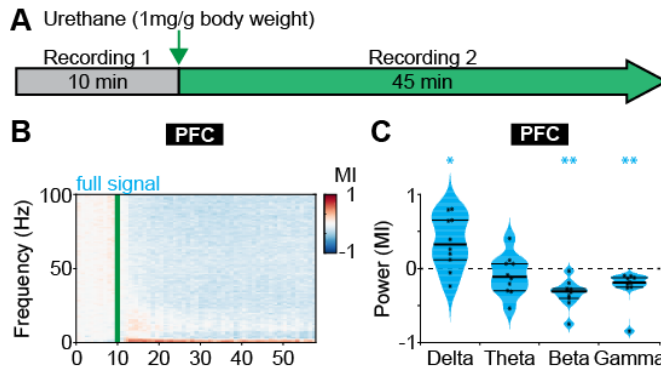 A
Urethane (1mg/g body weight)
Recording 1
Recording 2
10 min
45 min
B
PFC
full signal
MI
1
-1
Frequency (Hz)
100
50
0
0
10
20
30
40
50
C
PFC
*
**
**
Power (MI)
1
0
-1
Delta
Theta
Beta
Gamma